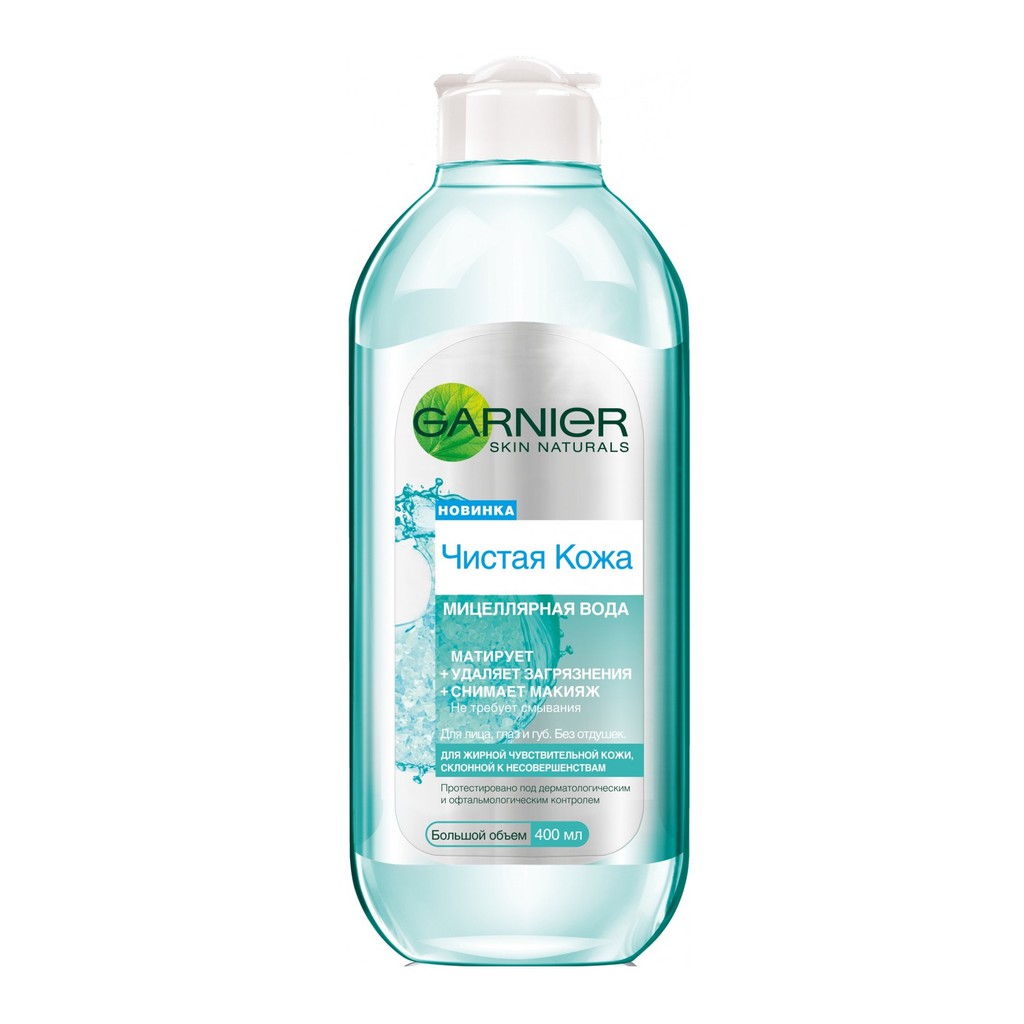 GARNIER
SKIN NATURALS
НОВИНКА
Чистая Кожа
МИЦЕЛЛЯРНАЯ ВОДА
МАТИРУЕТ
+УДАЛЯЕТ ЗАГРЯЗНЕНИЯ
+СНИМАЕТ МАКИЯЖ
Не требует смывания
Для лица, глаз и губ. Без отдушек.
ДЛЯ ЖИРНОЙ ЧУВСТВИТЕЛЬНОЙ КОЖИ,
СКЛОННОЙ К НЕСОВЕРШЕНСТВАМ
Протестировано под дерматологическим
и офтальмологическим контролем
Большой объем 400 мл